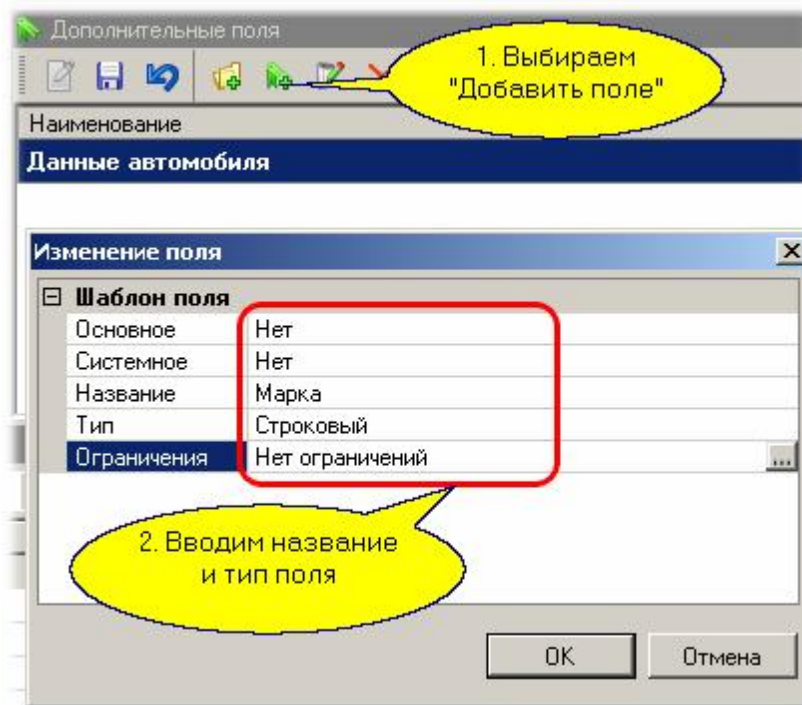 Дополнительные поля
1. Выбираем
"Добавить поле"
Наименование
Данные автомобиля
Изменение поля
Шаблон поля
Основное Нет
Системное Нет
Название Марка
Тип Строковый
Ограничения Нет ограничений ...
2. Вводим название
и тип поля
OK Отмена